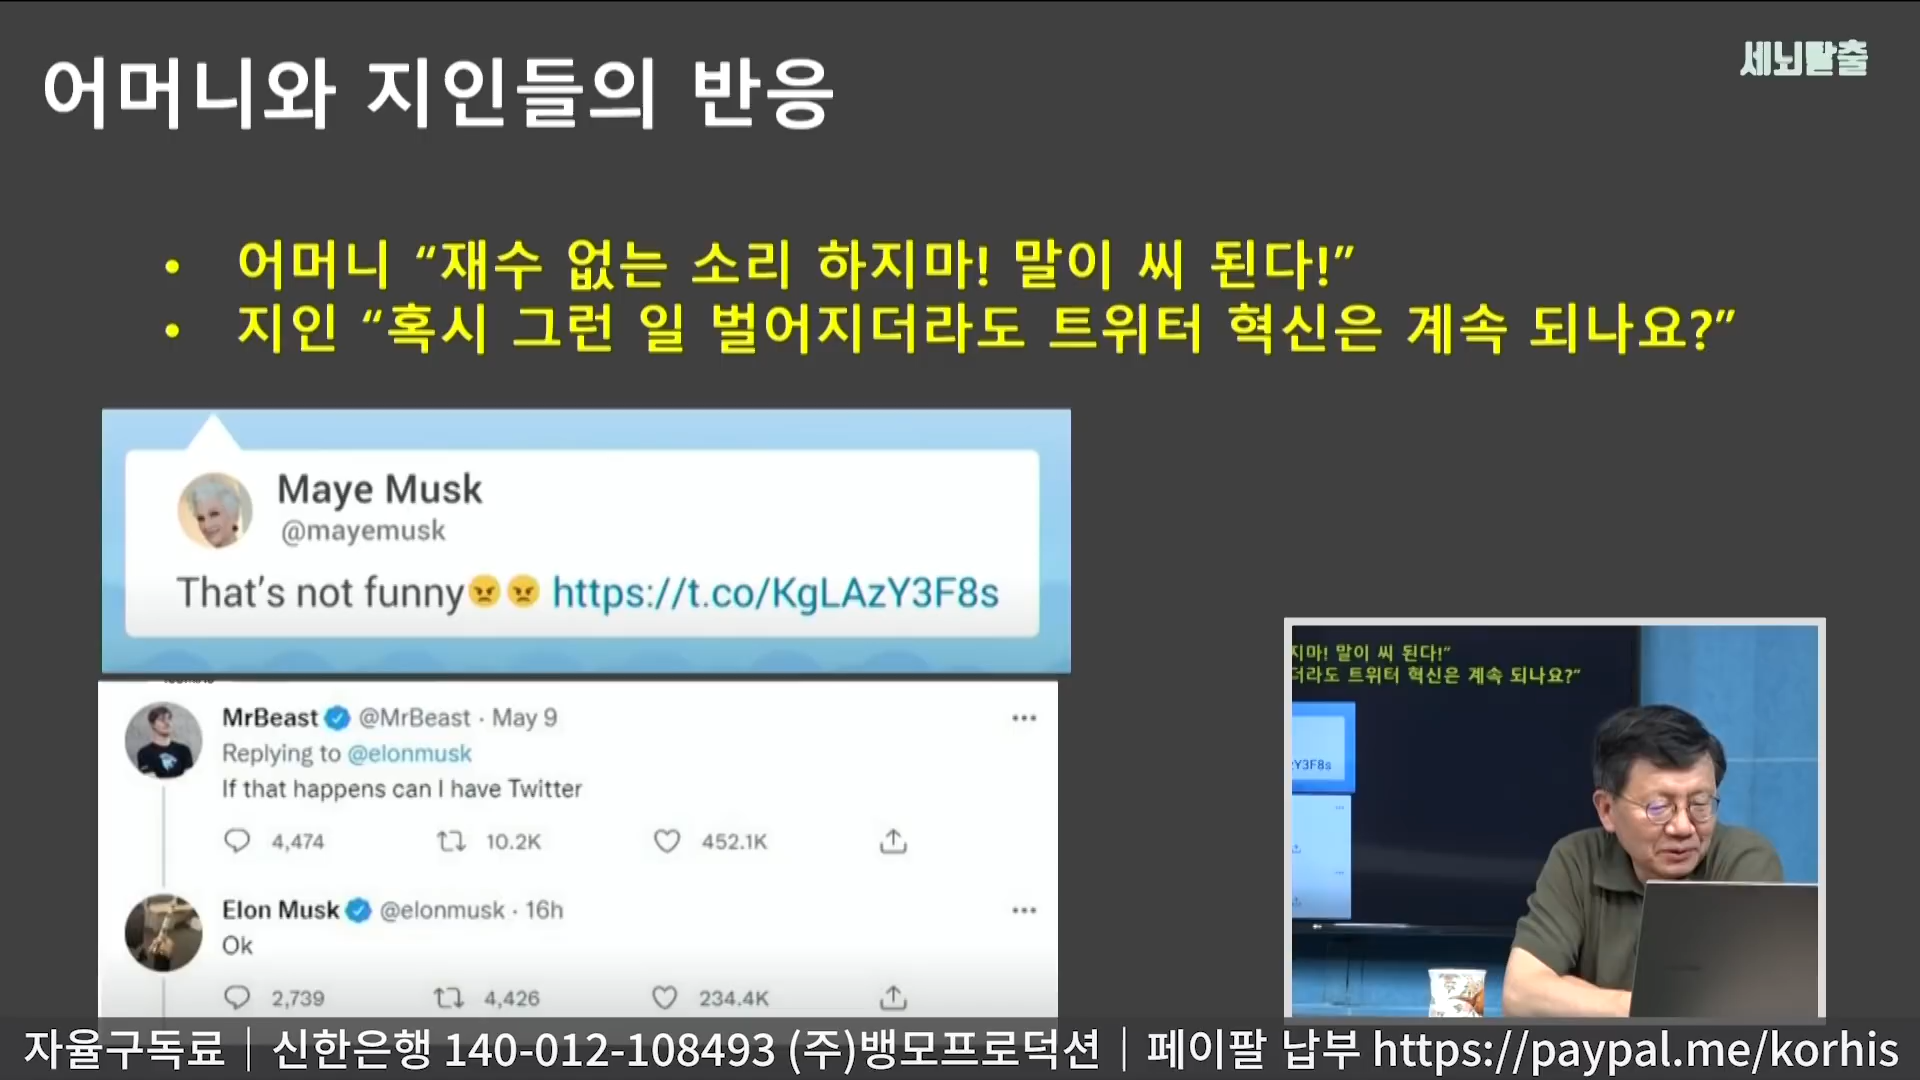 어머니와 지인들의 반응
세뇌탈출
• 어머니 “재수 없는 소리 하지마! 말이 씨 된다!”
• 지인 “혹시 그런 일 벌어지더라도 트위터 혁신은 계속 되나요?”
Maye Musk
@mayemusk
That's not funny😠😠 https://t.co/KgLAzY3F8s
MrBeast @MrBeast · May 9
Replying to @elonmusk
If that happens can I have Twitter
4,474 10.2K 452.1K
Elon Musk @elonmusk · 16h
Ok
2,739 4,426 234.4K
지마! 말이 씨 된다!”
더라도 트위터 혁신은 계속 되나요?”
Y3F8s
자율구독료｜신한은행 140-012-108493 (주)뱅모프로덕션｜페이팔 납부 https://paypal.me/korhis